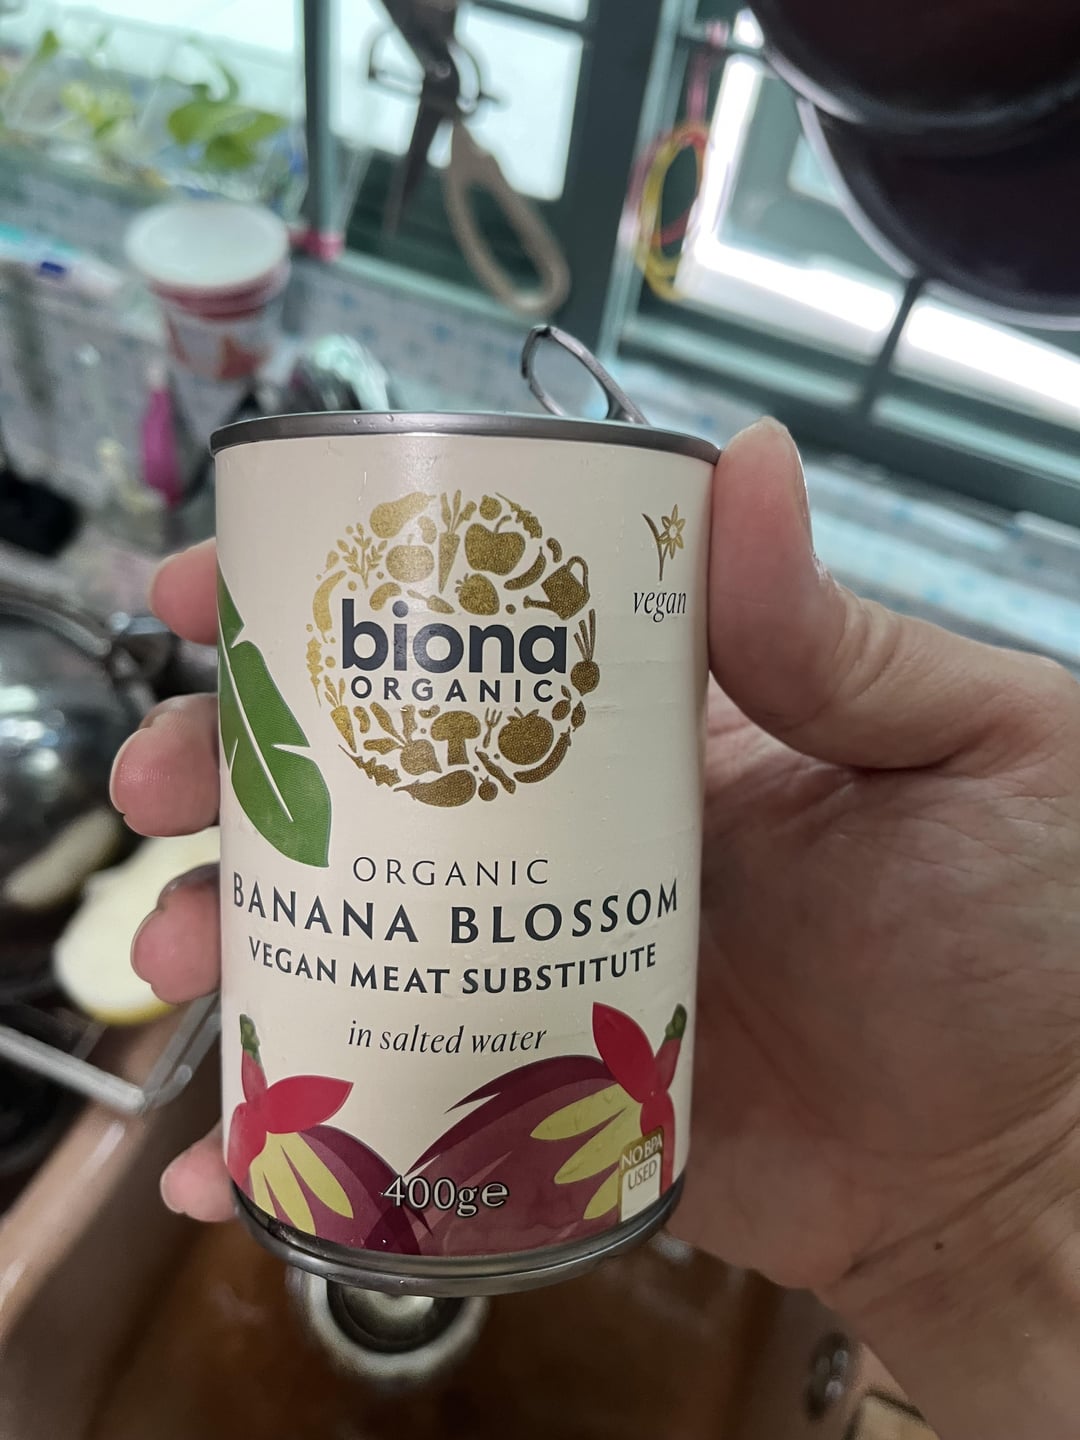 biona
ORGANIC
vegan
ORGANIC
BANANA BLOSSOM
VEGAN MEAT SUBSTITUTE
in salted water
400g℮
NO BPA
USED